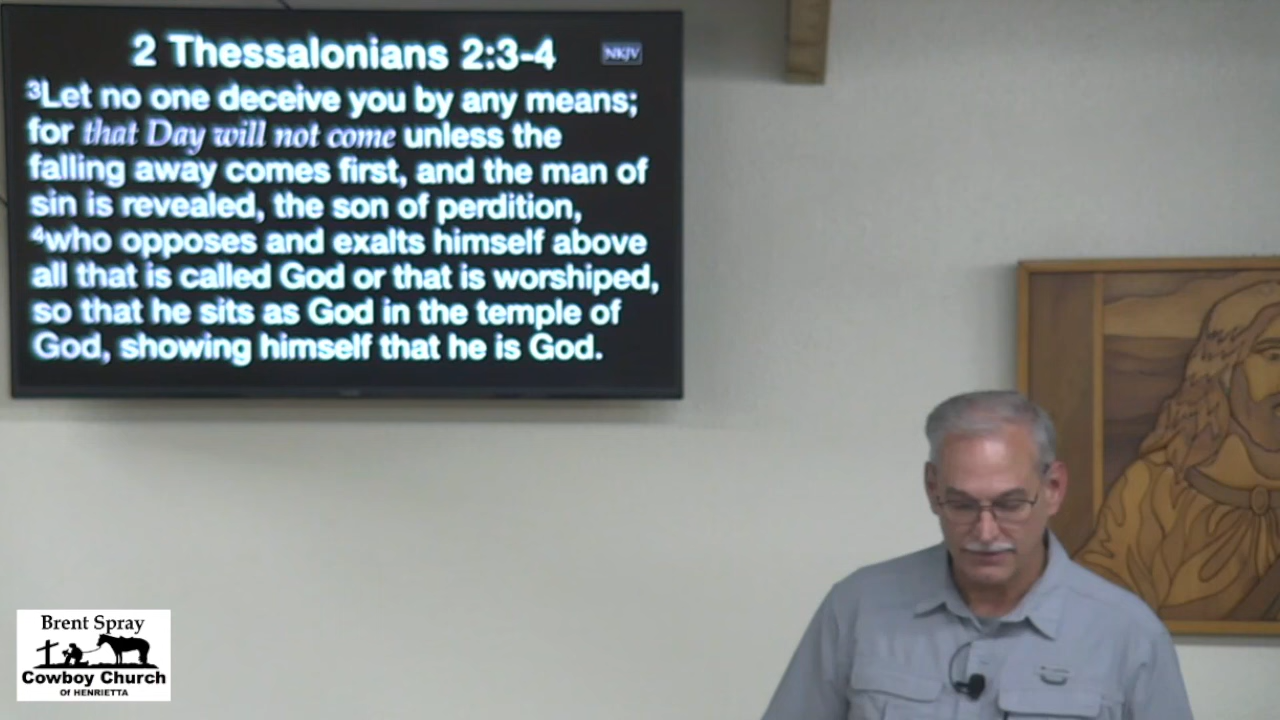 2 Thessalonians 2:3-4 NKJV
³Let no one deceive you by any means;
for that Day will not come unless the
falling away comes first, and the man of
sin is revealed, the son of perdition,
⁴who opposes and exalts himself above
all that is called God or that is worshiped,
so that he sits as God in the temple of
God, showing himself that he is God.
Brent Spray
Cowboy Church
OF HENRIETTA